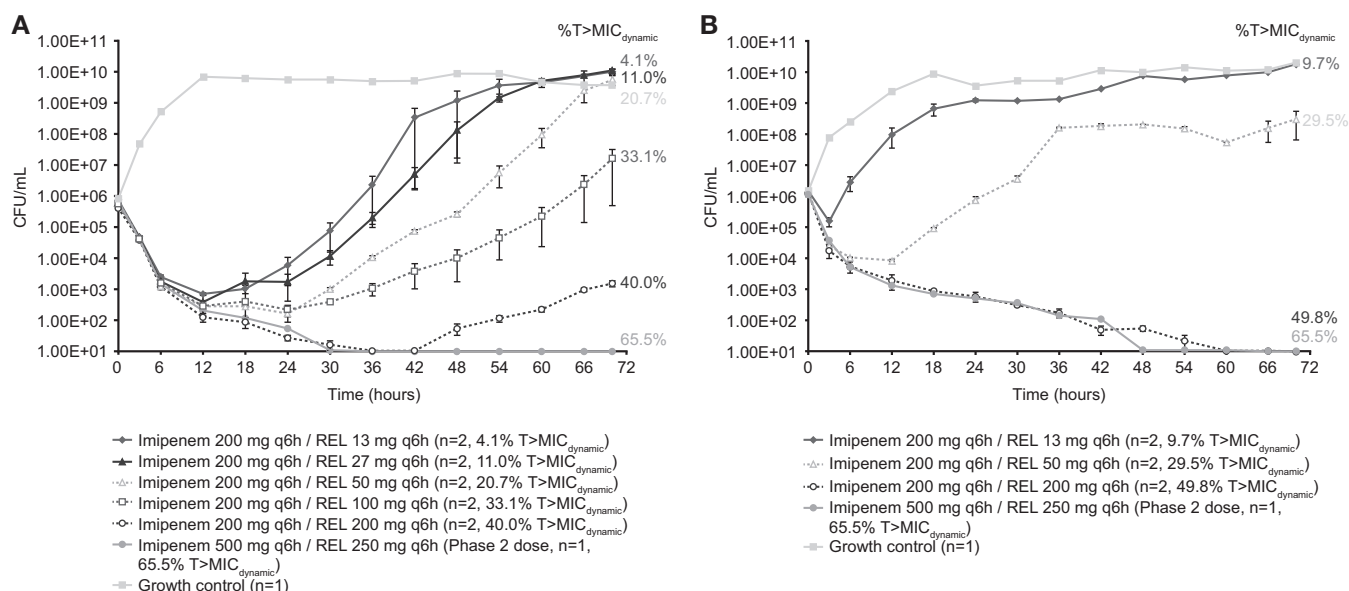 A
%T>MICdynamic
1.00E+11
1.00E+10
1.00E+09
1.00E+08
1.00E+07
1.00E+06
1.00E+05
1.00E+04
1.00E+03
1.00E+02
1.00E+01
CFU/mL
4.1%
11.0%
20.7%
33.1%
40.0%
65.5%
0 6 12 18 24 30 36 42 48 54 60 66 72
Time (hours)
Imipenem 200 mg q6h / REL 13 mg q6h (n=2, 4.1% T>MICdynamic)
Imipenem 200 mg q6h / REL 27 mg q6h (n=2, 11.0% T>MICdynamic)
Imipenem 200 mg q6h / REL 50 mg q6h (n=2, 20.7% T>MICdynamic)
Imipenem 200 mg q6h / REL 100 mg q6h (n=2, 33.1% T>MICdynamic)
Imipenem 200 mg q6h / REL 200 mg q6h (n=2, 40.0% T>MICdynamic)
Imipenem 500 mg q6h / REL 250 mg q6h (Phase 2 dose, n=1,
65.5% T>MICdynamic)
Growth control (n=1)
B
%T>MICdynamic
1.00E+11
1.00E+10
1.00E+09
1.00E+08
1.00E+07
1.00E+06
1.00E+05
1.00E+04
1.00E+03
1.00E+02
1.00E+01
CFU/mL
9.7%
29.5%
49.8%
65.5%
0 6 12 18 24 30 36 42 48 54 60 66 72
Time (hours)
Imipenem 200 mg q6h / REL 13 mg q6h (n=2, 9.7% T>MICdynamic)
Imipenem 200 mg q6h / REL 50 mg q6h (n=2, 29.5% T>MICdynamic)
Imipenem 200 mg q6h / REL 200 mg q6h (n=2, 49.8% T>MICdynamic)
Imipenem 500 mg q6h / REL 250 mg q6h (Phase 2 dose, n=1,
65.5% T>MICdynamic)
Growth control (n=1)